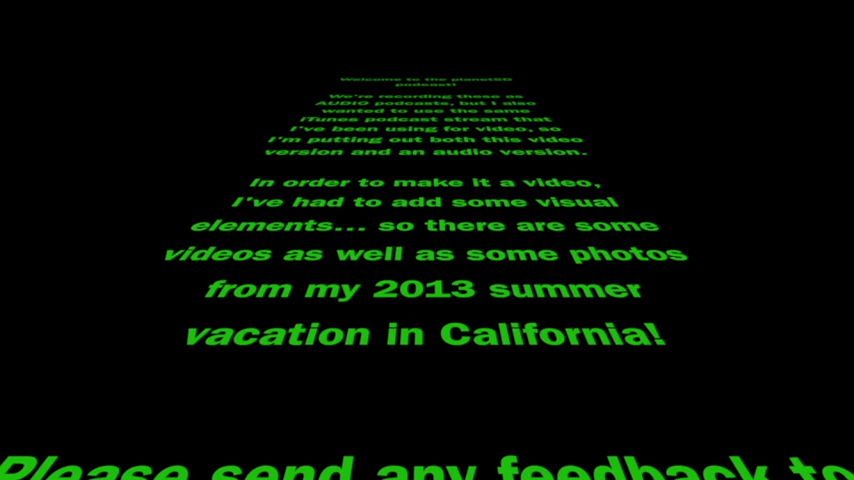 Welcome to the planetGD
podcast!
We're recording these as
AUDIO podcasts, but I also
wanted to use the same
iTunes podcast stream that
I've been using for video, so
I'm putting out both this video
version and an audio version.
In order to make it a video,
I've had to add some visual
elements... so there are some
videos as well as some photos
from my 2013 summer
vacation in California!
Please send any feedback to